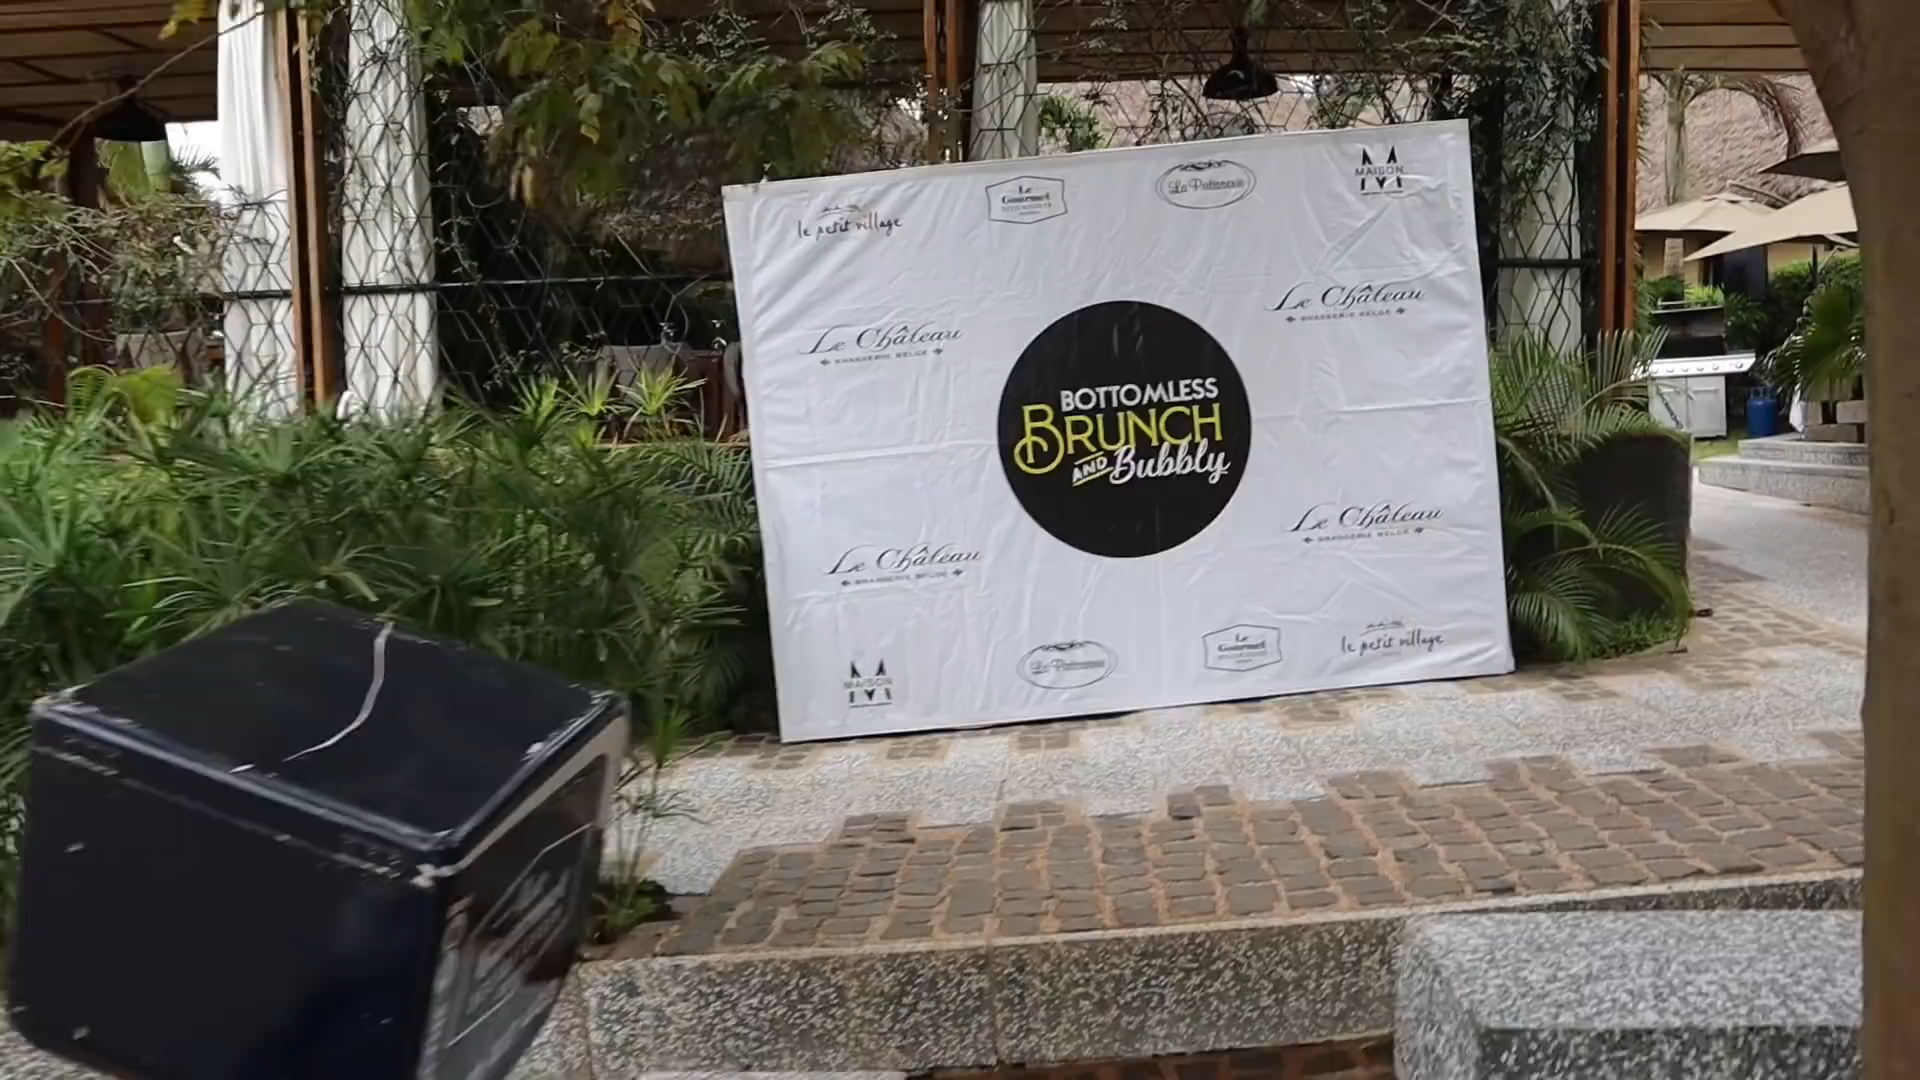 le petit village
Le
Gourmet
La Patisserie
MAISON
M
Le Château
BRASSERIE BELGE
Le Château
BRASSERIE BELGE
BOTTOMLESS
BRUNCH
AND Bubbly
Le Château
BRASSERIE BELGE
Le Château
BRASSERIE BELGE
MAISON
M
La Patisserie
Le
Gourmet
le petit village